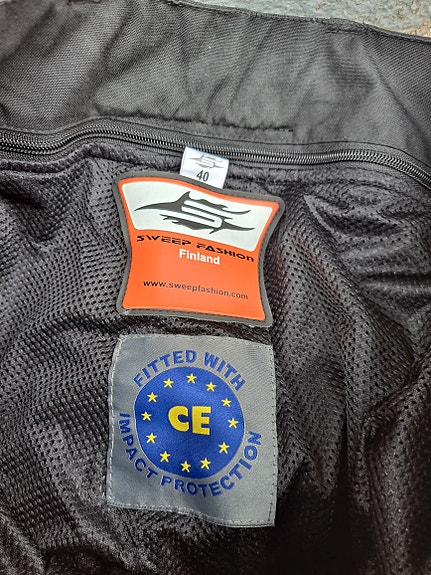 40
SWEEP FASHION
Finland
www.sweepfashion.com
FITTED WITH
CE
IMPACT PROTECTION